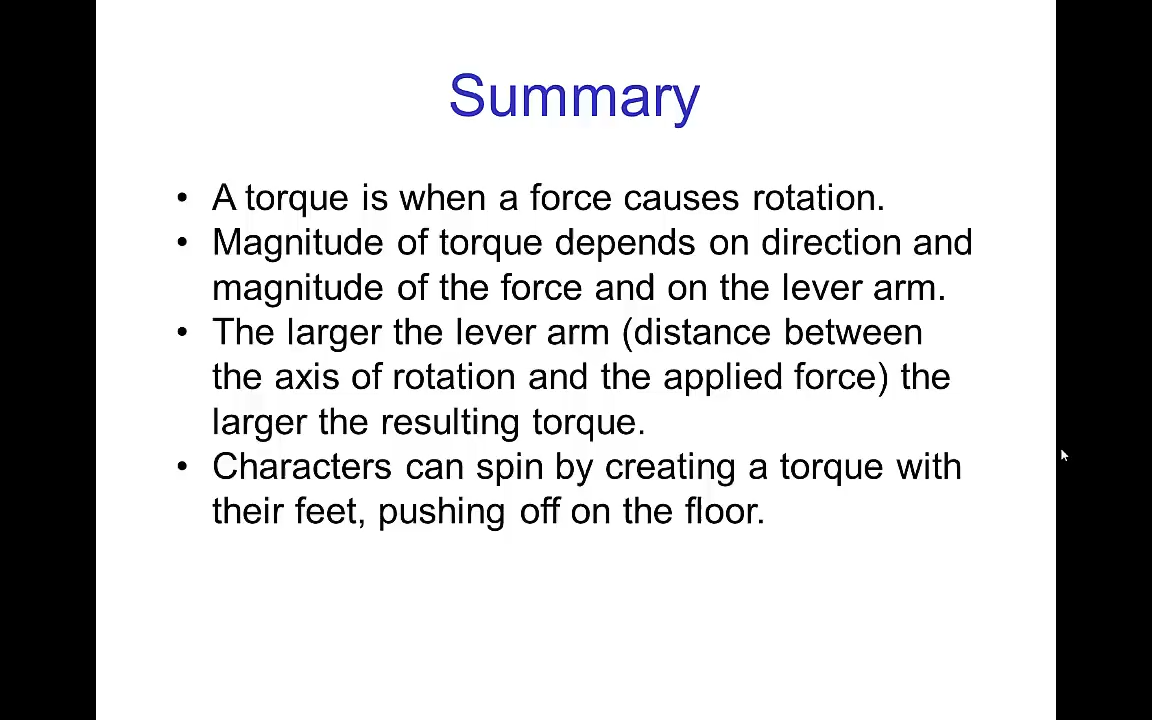 Summary
• A torque is when a force causes rotation.
• Magnitude of torque depends on direction and
magnitude of the force and on the lever arm.
• The larger the lever arm (distance between
the axis of rotation and the applied force) the
larger the resulting torque.
• Characters can spin by creating a torque with
their feet, pushing off on the floor.